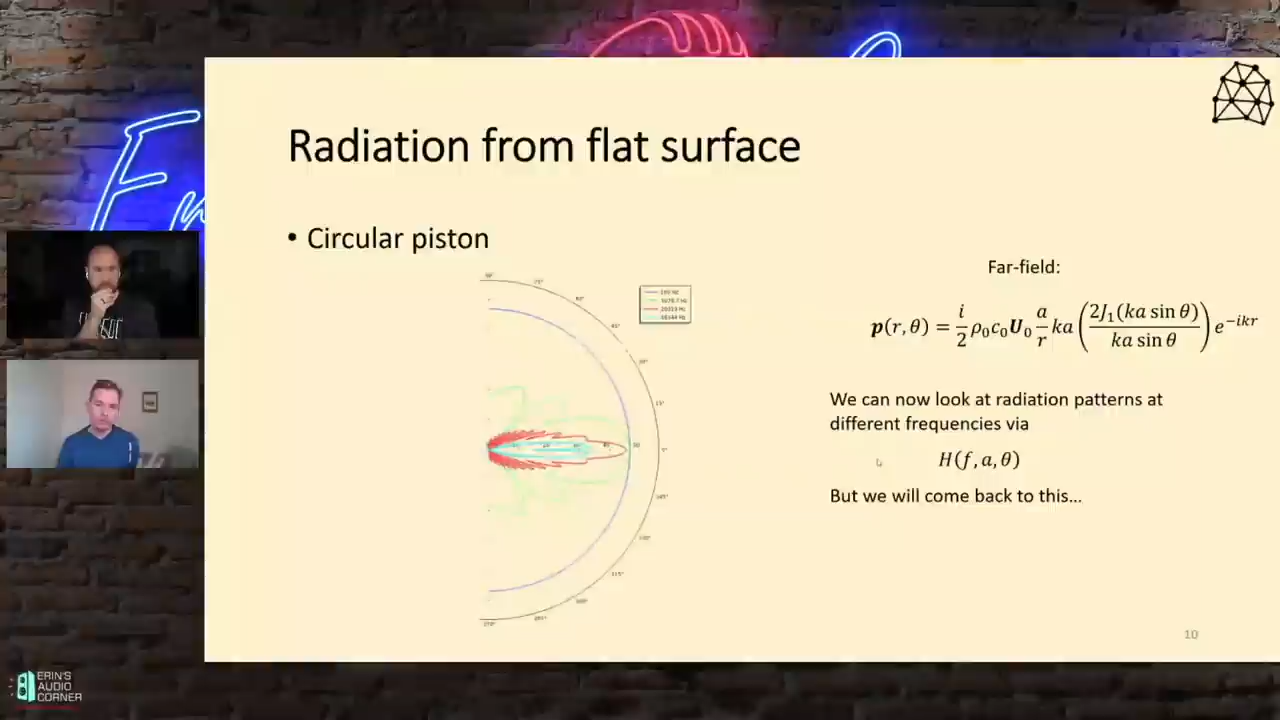 Radiation from flat surface
• Circular piston
Far-field:
p(r, θ) = i/2 ρ₀c₀U₀ a/r ka (2J₁(ka sin θ)/ka sin θ) e^{−ikr}
We can now look at radiation patterns at
different frequencies via
H(f, a, θ)
But we will come back to this...
10
ERIN'S
AUDIO
CORNER